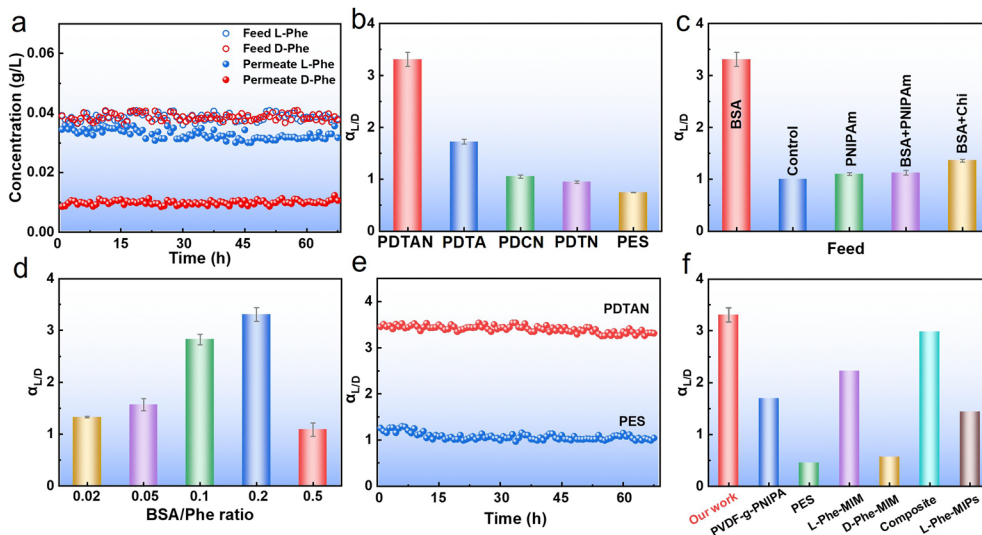 a
Concentration (g/L)
0.06
0.04
0.02
0.00
Feed L-Phe
Feed D-Phe
Permeate L-Phe
Permeate D-Phe
0 15 30 45 60
Time (h)
b
αL/D
4
3
2
1
0
PDTAN PDTA PDCN PDTN PES
c
αL/D
4
3
2
1
0
BSA
Control
PNIPAm
BSA+PNIPAm
BSA+Chi
Feed
d
αL/D
4
3
2
1
0
0.02 0.05 0.1 0.2 0.5
BSA/Phe ratio
e
αL/D
4
3
2
1
0
PDTAN
PES
0 15 30 45 60
Time (h)
f
αL/D
4
3
2
1
0
Our work
PVDF-g-PNIPA
PES
L-Phe-MIM
D-Phe-MIM
Composite
L-Phe-MIPs